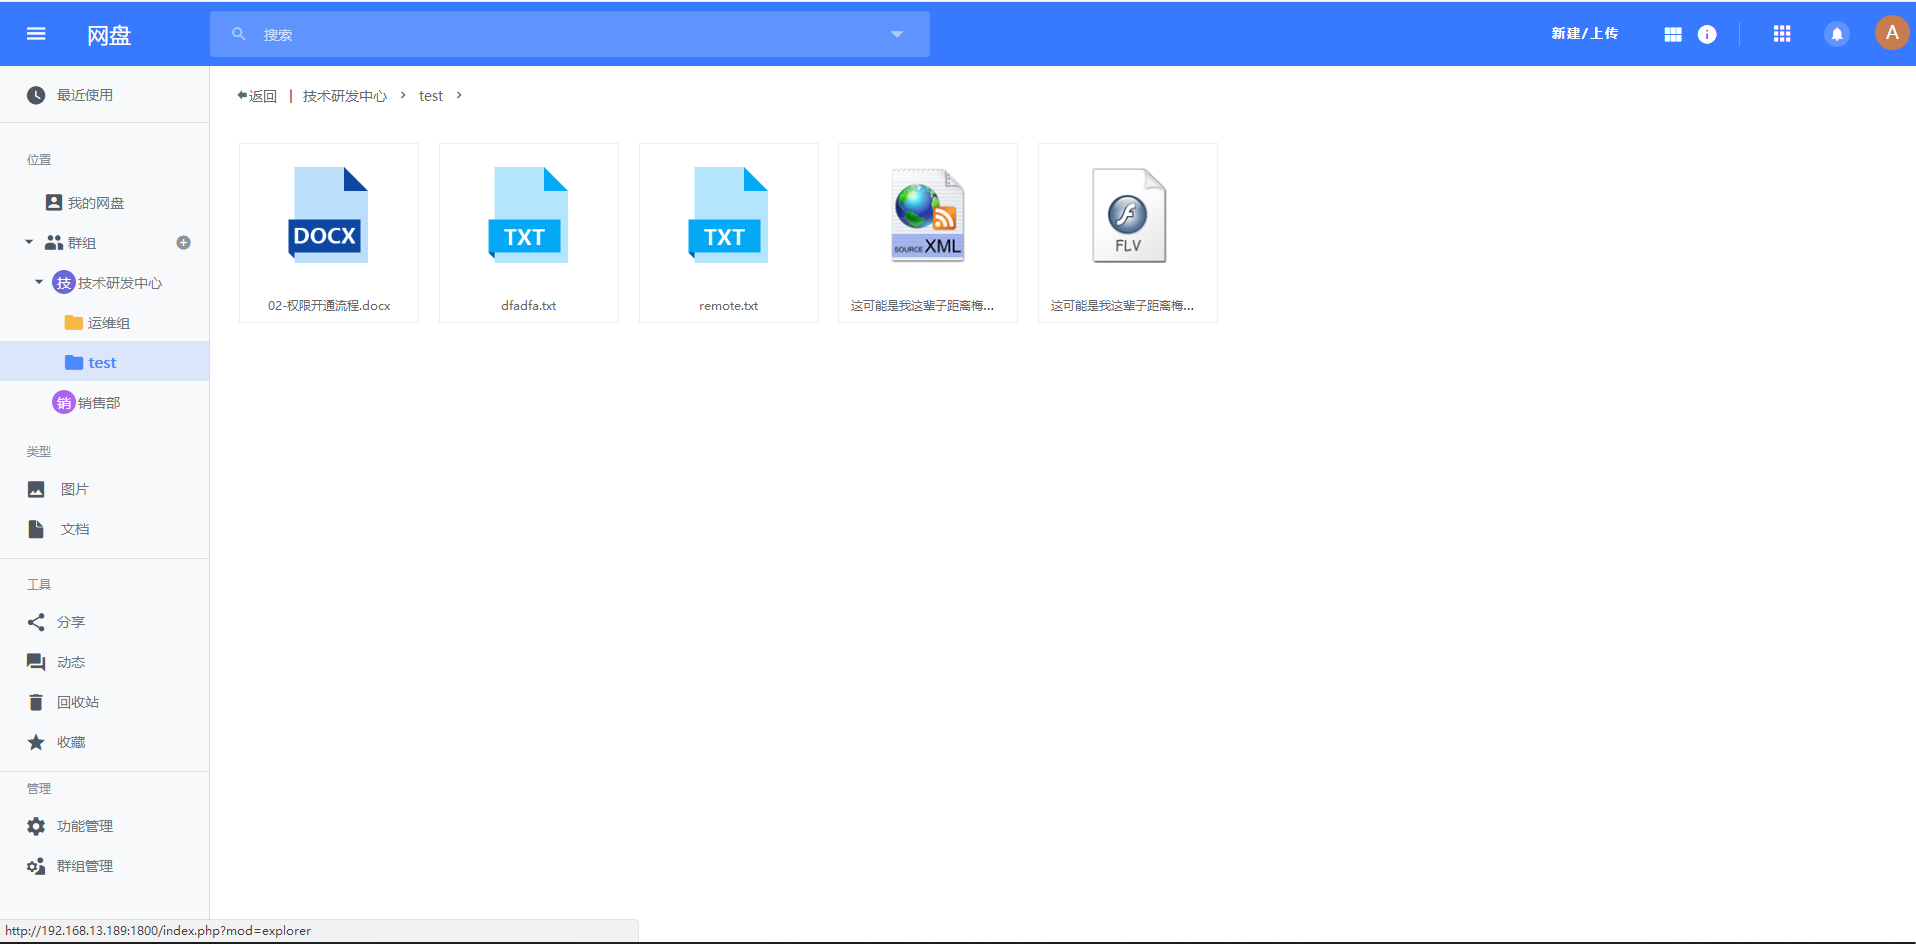 网盘
搜索
新建/上传
A
最近使用
返回 | 技术研发中心 > test >
位置
我的网盘
群组
技 技术研发中心
运维组
test
销 销售部
类型
图片
文档
工具
分享
动态
回收站
收藏
管理
功能管理
群组管理
DOCX
02-权限开通流程.docx
TXT
dfadfa.txt
TXT
remote.txt
SOURCE XML
这可能是我这辈子距离梅...
FLV
这可能是我这辈子距离梅...
http://192.168.13.189:1800/index.php?mod=explorer